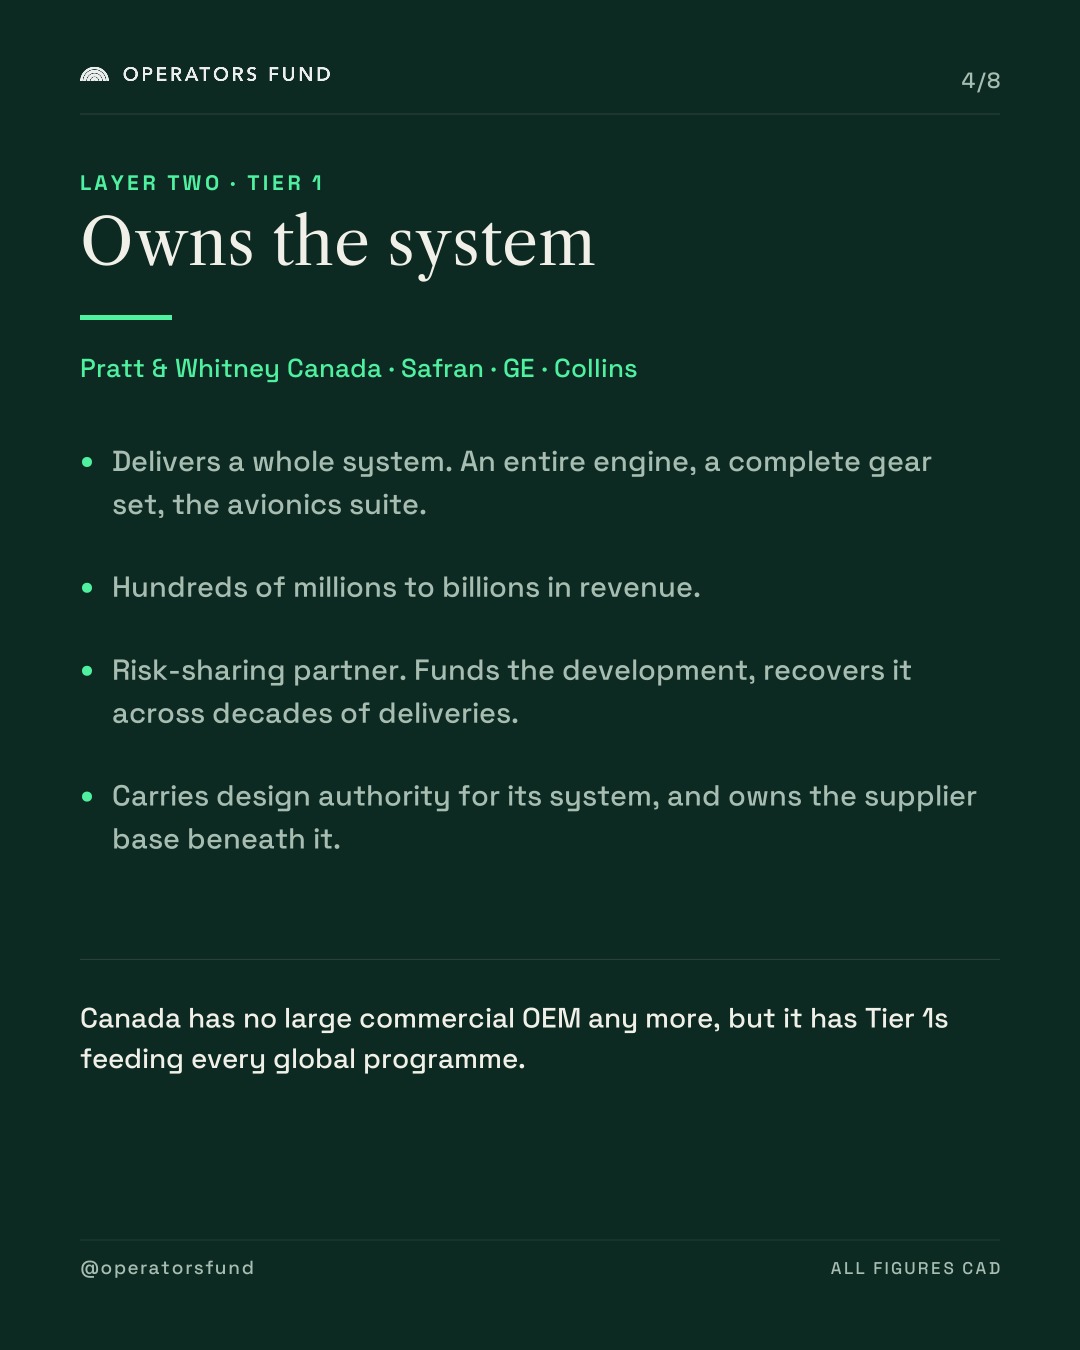 OPERATORS FUND
4/8
LAYER TWO · TIER 1
Owns the system
Pratt & Whitney Canada · Safran · GE · Collins
• Delivers a whole system. An entire engine, a complete gear
set, the avionics suite.
• Hundreds of millions to billions in revenue.
• Risk-sharing partner. Funds the development, recovers it
across decades of deliveries.
• Carries design authority for its system, and owns the supplier
base beneath it.
Canada has no large commercial OEM any more, but it has Tier 1s
feeding every global programme.
@operatorsfund
ALL FIGURES CAD